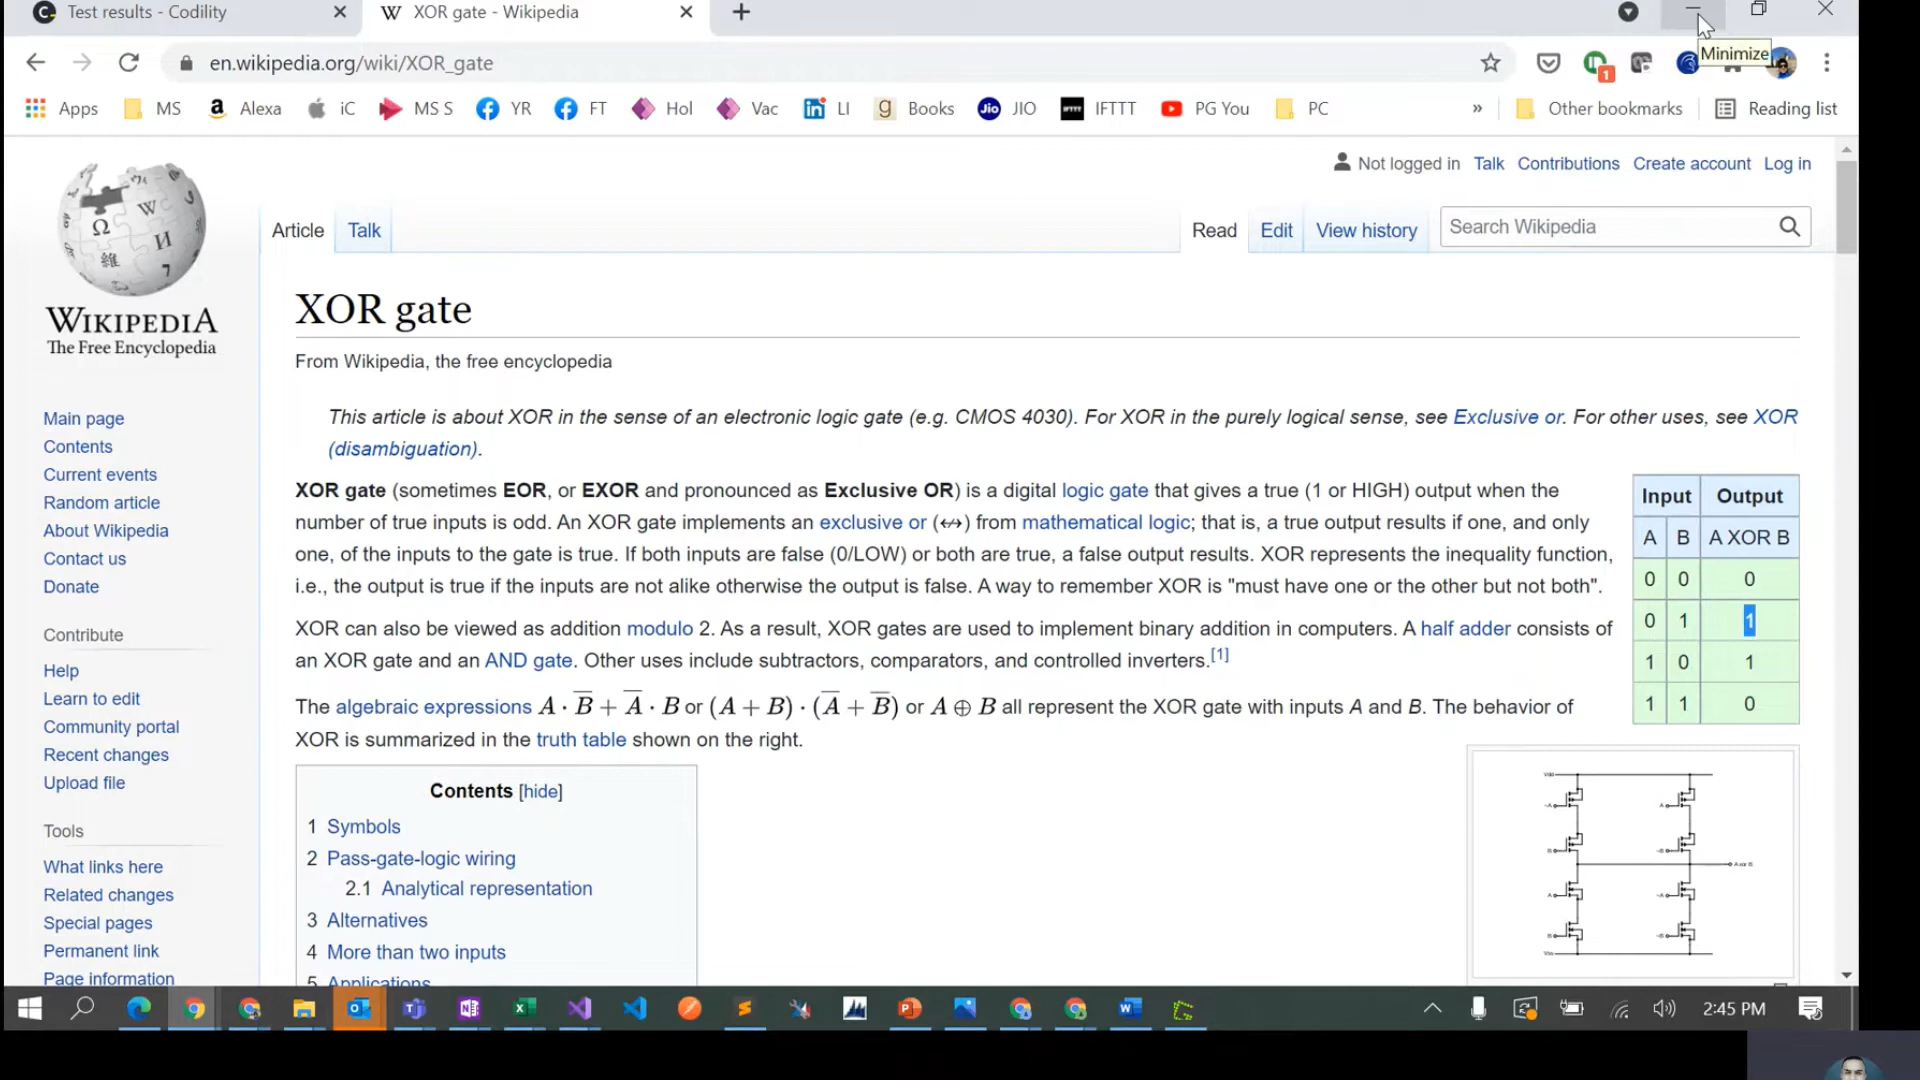 Test results - Codility
XOR gate - Wikipedia
en.wikipedia.org/wiki/XOR_gate
1
Minimize
Apps
MS
Alexa
iC
MS S
YR
FT
Hol
Vac
LI
Books
JIO
IFTTT
PG You
PC
»
Other bookmarks
Reading list
Not logged in
Talk
Contributions
Create account
Log in
WIKIPEDIA
The Free Encyclopedia
Article
Talk
Read
Edit
View history
Search Wikipedia
XOR gate
From Wikipedia, the free encyclopedia
This article is about XOR in the sense of an electronic logic gate (e.g. CMOS 4030). For XOR in the purely logical sense, see Exclusive or. For other uses, see XOR
(disambiguation).
XOR gate (sometimes EOR, or EXOR and pronounced as Exclusive OR) is a digital logic gate that gives a true (1 or HIGH) output when the
number of true inputs is odd. An XOR gate implements an exclusive or (↮) from mathematical logic; that is, a true output results if one, and only
one, of the inputs to the gate is true. If both inputs are false (0/LOW) or both are true, a false output results. XOR represents the inequality function,
i.e., the output is true if the inputs are not alike otherwise the output is false. A way to remember XOR is "must have one or the other but not both".
XOR can also be viewed as addition modulo 2. As a result, XOR gates are used to implement binary addition in computers. A half adder consists of
an XOR gate and an AND gate. Other uses include subtractors, comparators, and controlled inverters.[1]
The algebraic expressions A · B̅ + A̅ · B or (A + B) · (A̅ + B̅) or A ⊕ B all represent the XOR gate with inputs A and B. The behavior of
XOR is summarized in the truth table shown on the right.
Input Output
A B A XOR B
0 0 0
0 1 1
1 0 1
1 1 0
Contents [hide]
1 Symbols
2 Pass-gate-logic wiring
2.1 Analytical representation
3 Alternatives
4 More than two inputs
5 Applications
Main page
Contents
Current events
Random article
About Wikipedia
Contact us
Donate
Contribute
Help
Learn to edit
Community portal
Recent changes
Upload file
Tools
What links here
Related changes
Special pages
Permanent link
Page information
2:45 PM